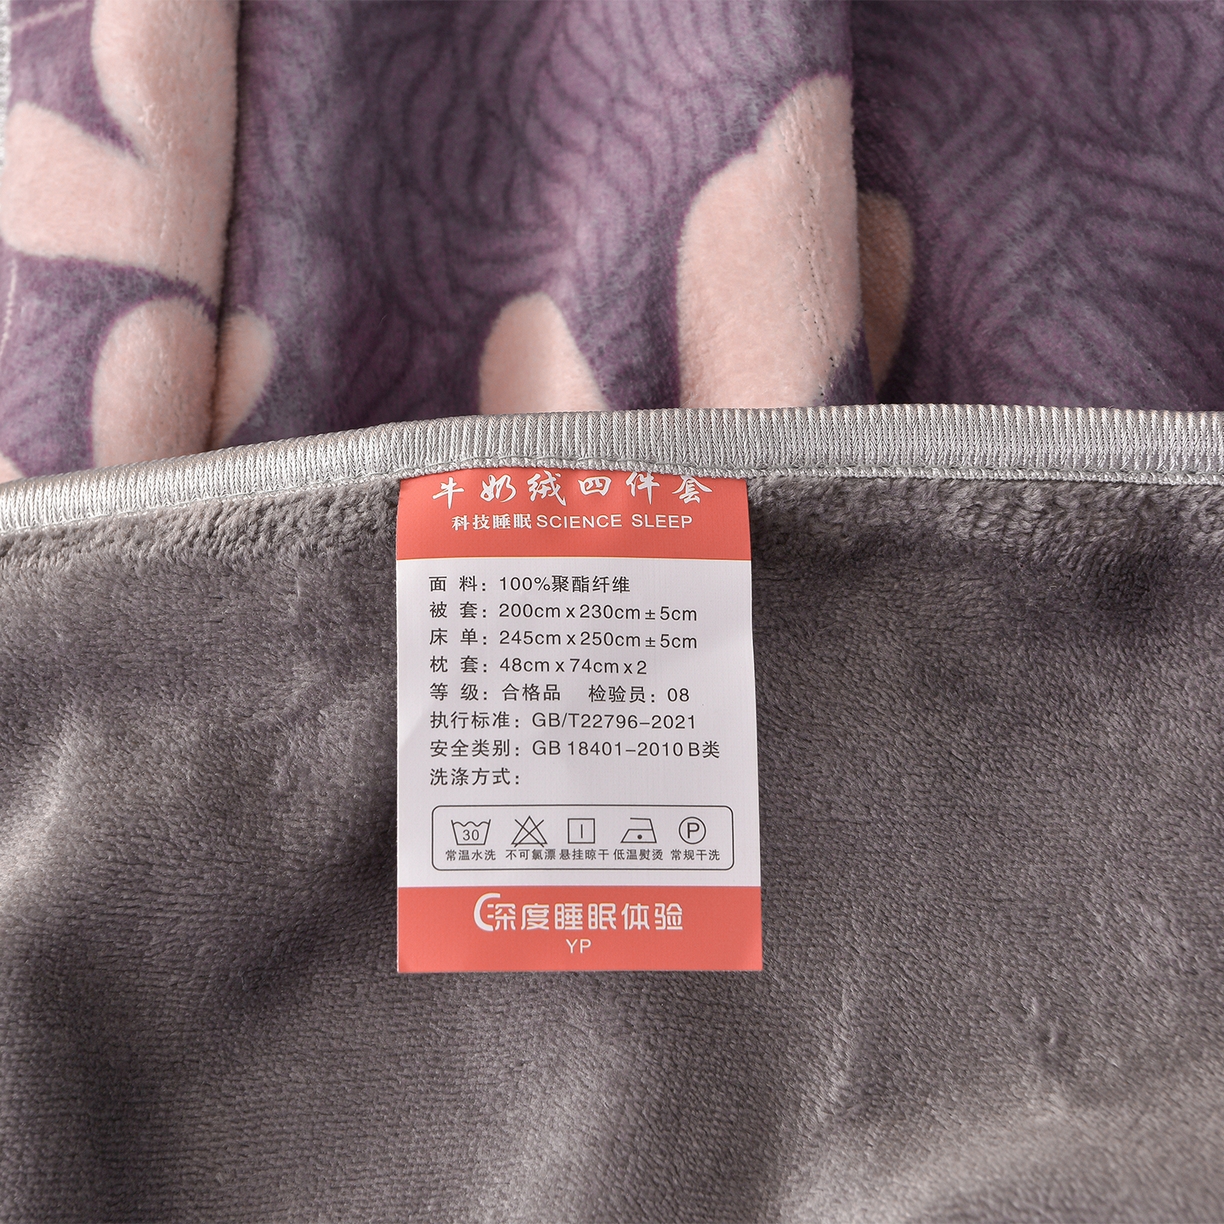 牛奶绒四件套
科技睡眠SCIENCE SLEEP
面 料：100%聚酯纤维
被 套：200cm x 230cm±5cm
床 单：245cm x 250cm±5cm
枕 套：48cm x 74cm x 2
等 级：合格品 检验员：08
执行标准：GB/T22796-2021
安全类别：GB 18401-2010 B类
洗涤方式：
30 P
常温水洗 不可氯漂 悬挂晾干 低温熨烫 常规干洗
深度睡眠体验
YP